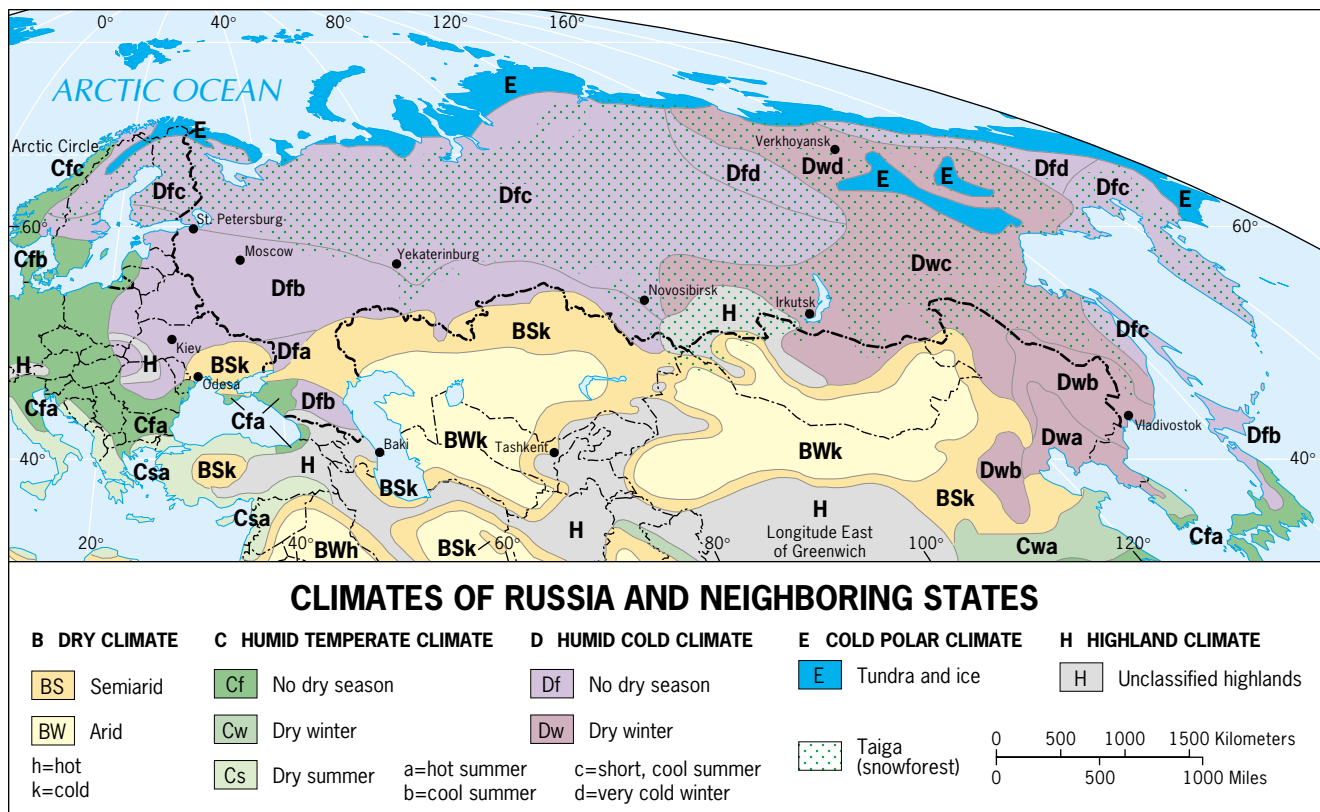 0° 40° 80° 120° 160°
ARCTIC OCEAN
E
E
Arctic Circle
Cfc
Verkhoyansk
Dwd
Dfd
Dfd
E
E
Dfc
Dfc
Dfc
E
St. Petersburg
60°
60°
Moscow
Yekaterinburg
Cfb
Dwc
Dfb
Novosibirsk
Irkutsk
H
BSk
Dfc
Kiev
Dfa
H
H
BSk
Odesa
Dwb
Cfa
Dfb
Cfa
Cfa
Vladivostok
Dfb
Baki
Tashkent
BWk
BWk
Dwa
40°
40°
Csa
BSk
H
BSk
Dwb
BSk
Csa
H
H
Longitude East
of Greenwich
Cfa
20°
40°
BWh
BSk
60°
80°
100°
Cwa
120°
CLIMATES OF RUSSIA AND NEIGHBORING STATES
B DRY CLIMATE
BS Semiarid
BW Arid
h=hot
k=cold
C HUMID TEMPERATE CLIMATE
Cf No dry season
Cw Dry winter
Cs Dry summer
a=hot summer
b=cool summer
D HUMID COLD CLIMATE
Df No dry season
Dw Dry winter
c=short, cool summer
d=very cold winter
E COLD POLAR CLIMATE
E Tundra and ice
Taiga
(snowforest)
H HIGHLAND CLIMATE
H Unclassified highlands
0 500 1000 1500 Kilometers
0 500 1000 Miles